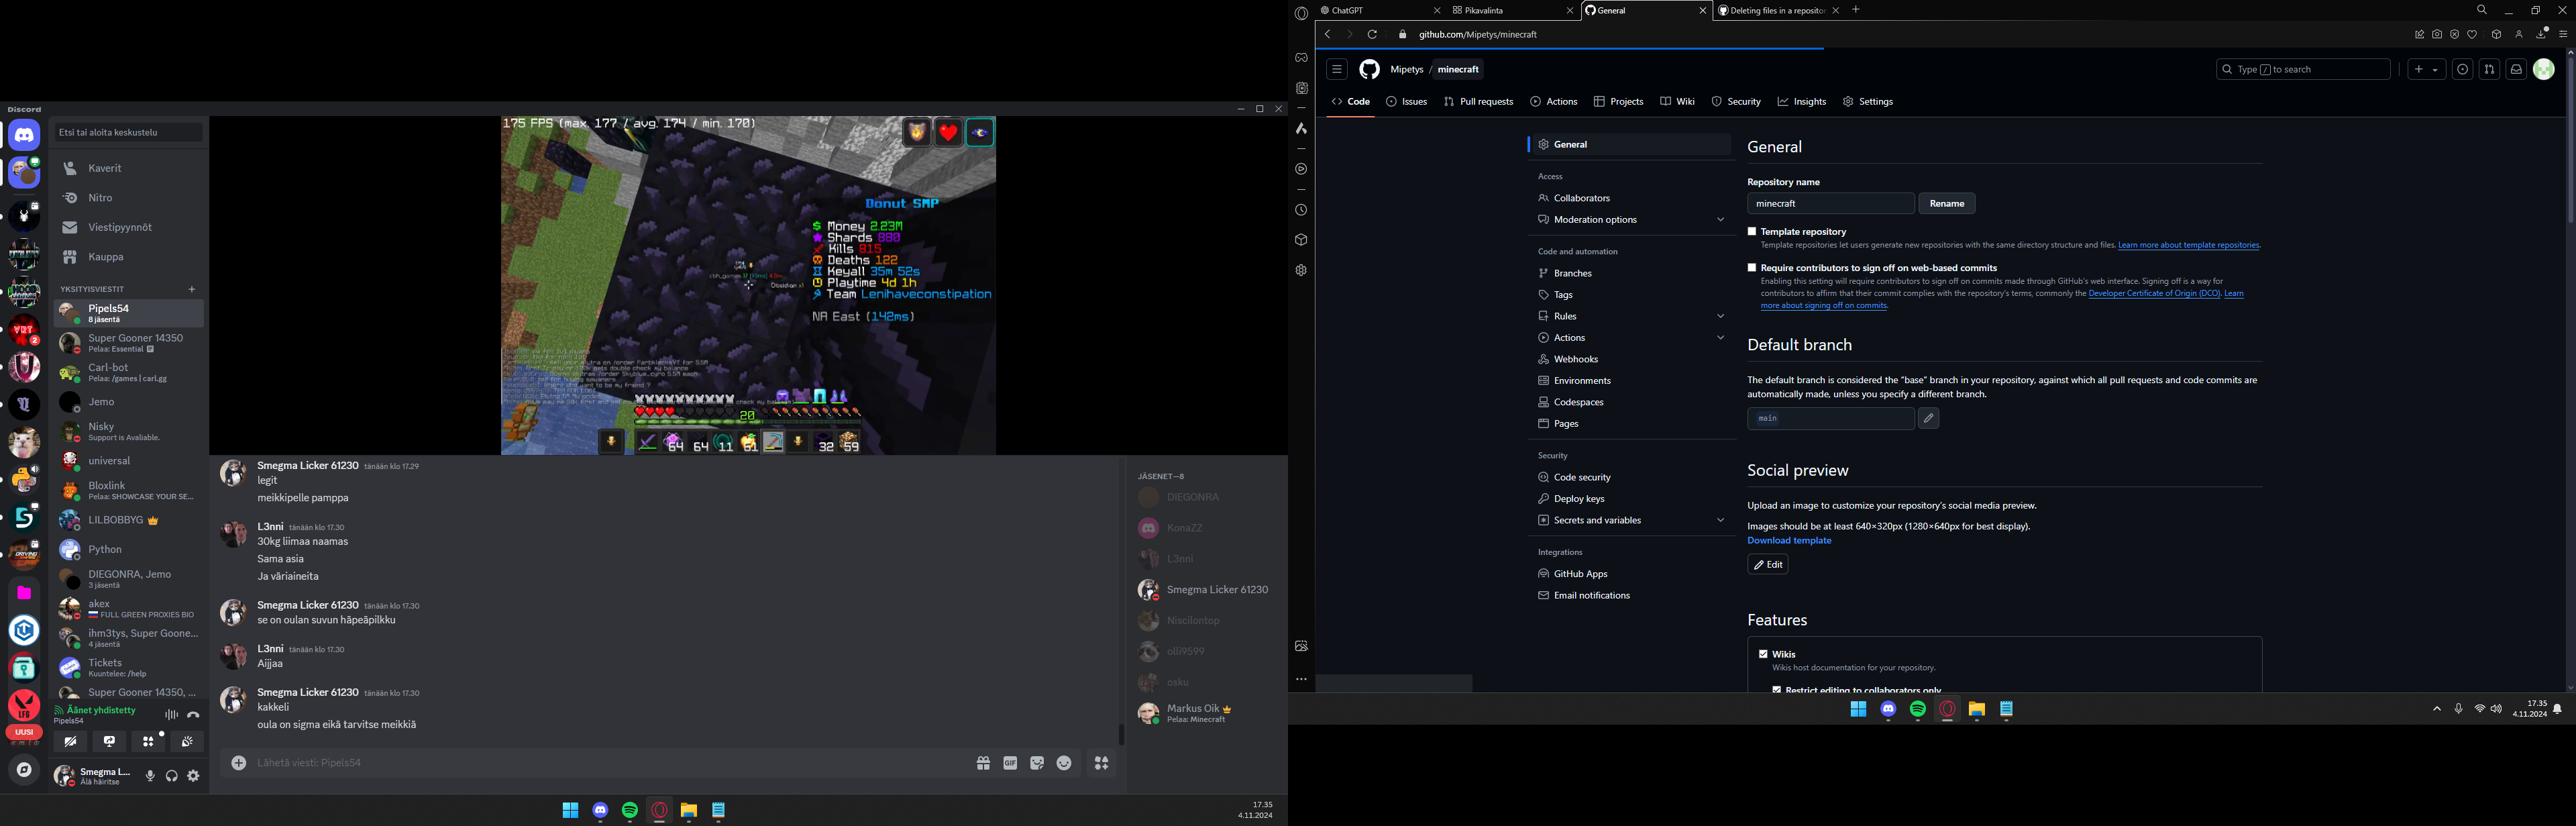 Discord
Etsi tai aloita keskustelu
Kaverit
Nitro
Viestipyynnöt
Kauppa
YKSITYISVIESTIT
Pipels54
8 jäsentä
Super Gooner 14350
Pelaa: Essential
Carl-bot
Pelaa: /games | carl.gg
Jemo
Nisky
Support is Avaliable.
universal
Bloxlink
Pelaa: SHOWCASE YOUR SE...
LILBOBBYG
Python
DIEGONRA, Jemo
3 jäsentä
akex
FULL GREEN PROXIES BIO
ihm3tys, Super Goone...
4 jäsentä
Tickets
Kuuntelee: /help
Super Gooner 14350, ...
Äänet yhdistetty
Pipels54
UUSI
Smegma L...
Älä häiritse
175 FPS (max. 177 / avg. 174 / min. 170)
Donut SMP
Money 2.23M
Shards 880
Kills 815
Deaths 122
Keyall 35m 52s
Playtime 4d 1h
Team Lenihaveconstipation
NA East (142ms)
Obsidian x1
20
64 64 11 61 32 59
Smegma Licker 61230 tänään klo 17.29
legit
meikkipelle pamppa
L3nni tänään klo 17.30
30kg liimaa naamas
Sama asia
Ja väriaineita
Smegma Licker 61230 tänään klo 17.30
se on oulan suvun häpeäpilkku
L3nni tänään klo 17.30
Aijjaa
Smegma Licker 61230 tänään klo 17.30
kakkeli
oula on sigma eikä tarvitse meikkiä
Lähetä viesti: Pipels54
GIF
JÄSENET—8
DIEGONRA
KonaZZ
L3nni
Smegma Licker 61230
Niscilontop
olli9599
osku
Markus Oik
Pelaa: Minecraft
17.35
4.11.2024
ChatGPT
Pikavalinta
General
Deleting files in a repositor
github.com/Mipetys/minecraft
Mipetys / minecraft
Type / to search
Code
Issues
Pull requests
Actions
Projects
Wiki
Security
Insights
Settings
General
Access
Collaborators
Moderation options
Code and automation
Branches
Tags
Rules
Actions
Webhooks
Environments
Codespaces
Pages
Security
Code security
Deploy keys
Secrets and variables
Integrations
GitHub Apps
Email notifications
General
Repository name
minecraft
Rename
Template repository
Template repositories let users generate new repositories with the same directory structure and files. Learn more about template repositories.
Require contributors to sign off on web-based commits
Enabling this setting will require contributors to sign off on commits made through GitHub's web interface. Signing off is a way for
contributors to affirm that their commit complies with the repository's terms, commonly the Developer Certificate of Origin (DCO). Learn
more about signing off on commits.
Default branch
The default branch is considered the "base" branch in your repository, against which all pull requests and code commits are
automatically made, unless you specify a different branch.
main
Social preview
Upload an image to customize your repository's social media preview.
Images should be at least 640×320px (1280×640px for best display).
Download template
Edit
Features
Wikis
Wikis host documentation for your repository.
Restrict editing to collaborators only
17.35
4.11.2024